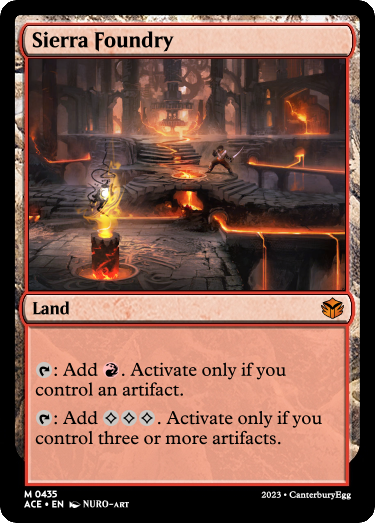 Sierra Foundry
Land
: Add . Activate only if you
control an artifact.
: Add . Activate only if you
control three or more artifacts.
M 0435
ACE • EN NURO-ART
2023 • CanterburyEgg